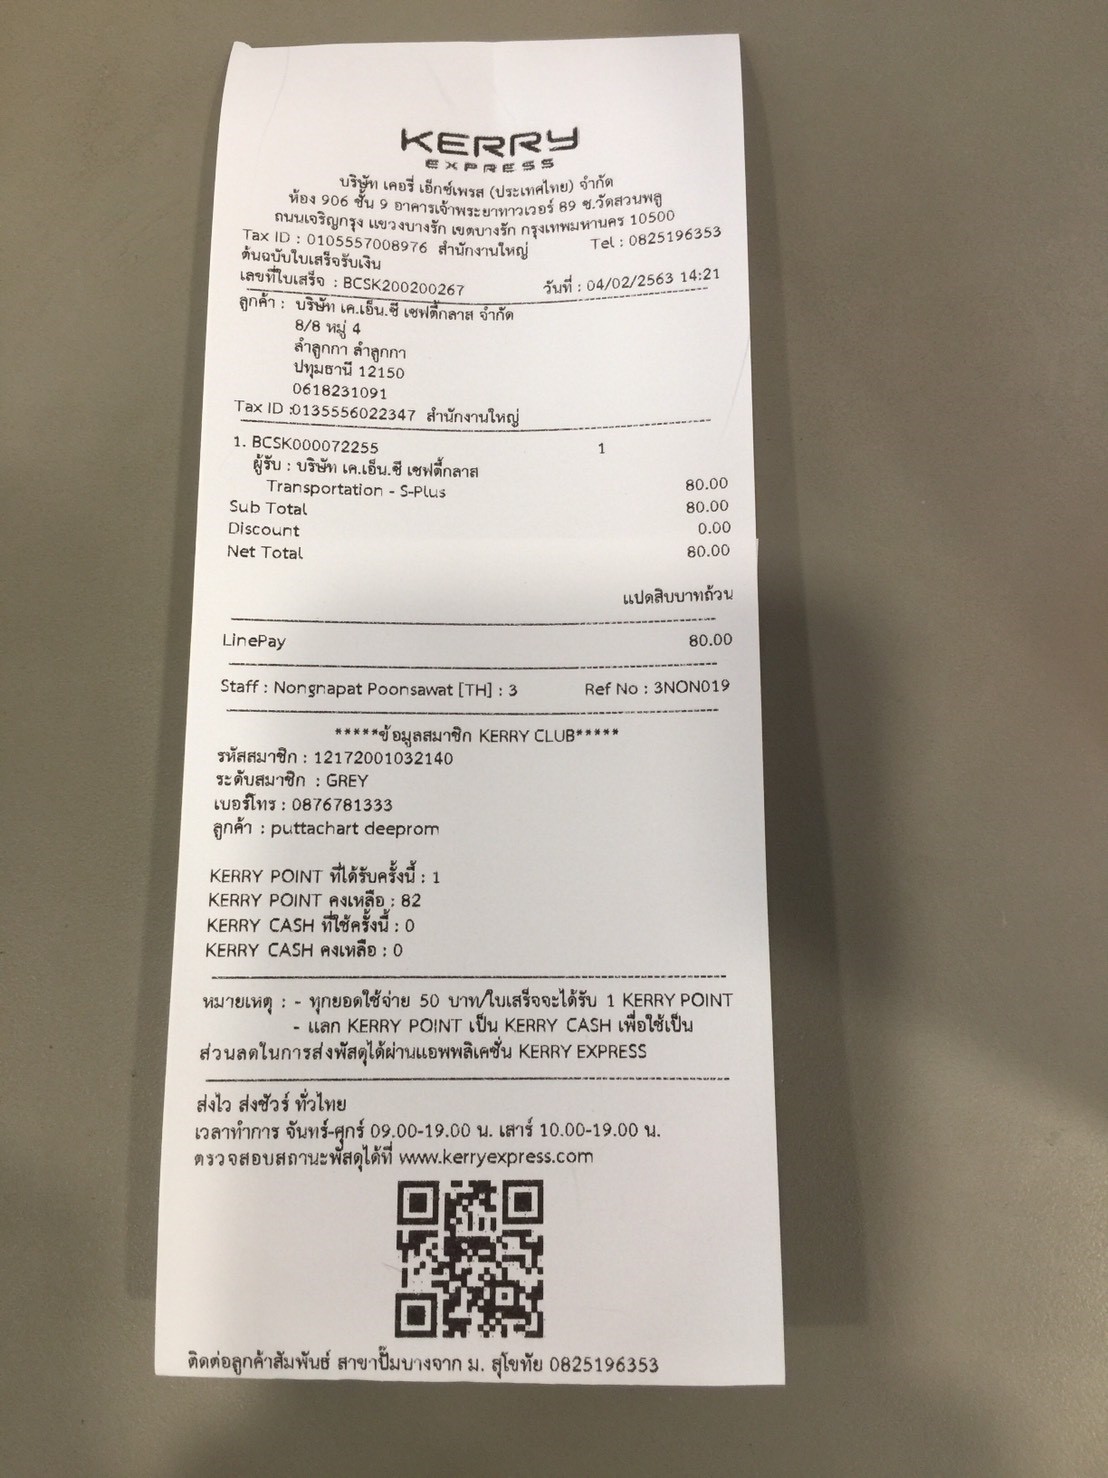 KERRY
EXPRESS
บริษัท เคอรี่ เอ็กซ์เพรส (ประเทศไทย) จำกัด
ห้อง 906 ชั้น 9 อาคารเจ้าพระยาทาวเวอร์ 89 ซ.วัดสวนพลู
ถนนเจริญกรุง แขวงบางรัก เขตบางรัก กรุงเทพมหานคร 10500
Tax ID : 0105557008976 สำนักงานใหญ่ Tel : 0825196353
ต้นฉบับใบเสร็จรับเงิน
เลขที่ใบเสร็จ : BCSK200200267 วันที่ : 04/02/2563 14:21
ลูกค้า : บริษัท เค.เอ็น.ซี เซฟตี้กลาส จำกัด
8/8 หมู่ 4
ลำลูกกา ลำลูกกา
ปทุมธานี 12150
0618231091
Tax ID :0135556022347 สำนักงานใหญ่
1. BCSK000072255 1
ผู้รับ : บริษัท เค.เอ็น.ซี เซฟตี้กลาส
Transportation - S-Plus 80.00
Sub Total 80.00
Discount 0.00
Net Total 80.00
แปดสิบบาทถ้วน
LinePay 80.00
Staff : Nongnapat Poonsawat [TH] : 3 Ref No : 3NON019
*****ข้อมูลสมาชิก KERRY CLUB*****
รหัสสมาชิก : 12172001032140
ระดับสมาชิก : GREY
เบอร์โทร : 0876781333
ลูกค้า : puttachart deeprom
KERRY POINT ที่ได้รับครั้งนี้ : 1
KERRY POINT คงเหลือ : 82
KERRY CASH ที่ใช้ครั้งนี้ : 0
KERRY CASH คงเหลือ : 0
หมายเหตุ : - ทุกยอดใช้จ่าย 50 บาท/ใบเสร็จจะได้รับ 1 KERRY POINT
- แลก KERRY POINT เป็น KERRY CASH เพื่อใช้เป็น
ส่วนลดในการส่งพัสดุได้ผ่านแอพพลิเคชั่น KERRY EXPRESS
ส่งไว ส่งชัวร์ ทั่วไทย
เวลาทำการ จันทร์-ศุกร์ 09.00-19.00 น. เสาร์ 10.00-19.00 น.
ตรวจสอบสถานะพัสดุได้ที่ www.kerryexpress.com
ติดต่อลูกค้าสัมพันธ์ สาขาปั๊มบางจาก ม. สุโขทัย 0825196353